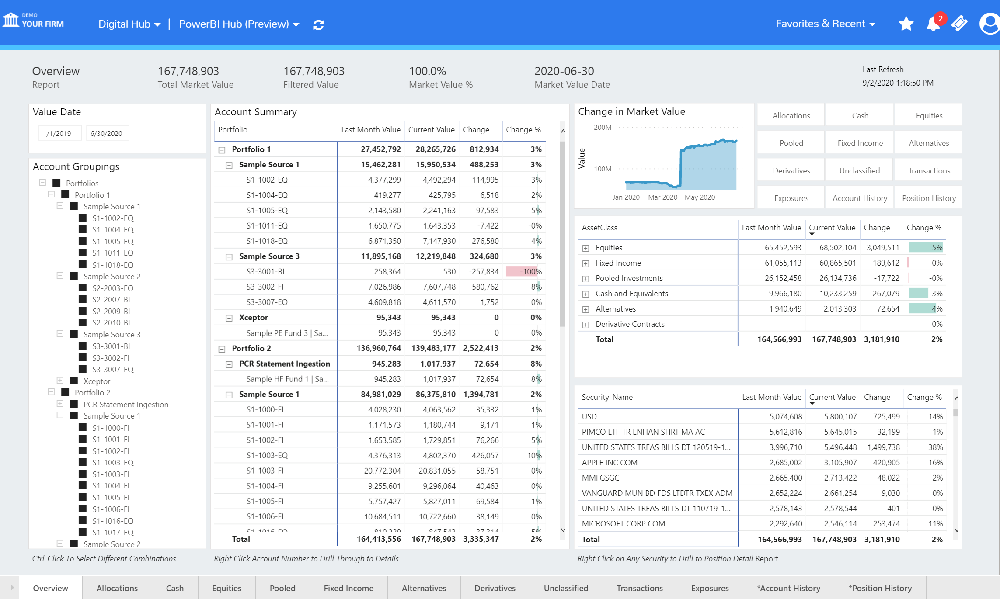 DEMO
YOUR FIRM
Digital Hub | PowerBI Hub (Preview)
Favorites & Recent
2
Overview
Report
167,748,903
Total Market Value
167,748,903
Filtered Value
100.0%
Market Value %
2020-06-30
Market Value Date
Last Refresh
9/2/2020 1:18:50 PM
Value Date
1/1/2019 6/30/2020
Account Groupings
Portfolios
Portfolio 1
Sample Source 1
S1-1002-EQ
S1-1004-EQ
S1-1005-EQ
S1-1011-EQ
S1-1018-EQ
Sample Source 2
S2-2003-EQ
S2-2007-BL
S2-2009-BL
S2-2010-BL
Sample Source 3
S3-3001-BL
S3-3002-FI
S3-3007-EQ
Xceptor
Portfolio 2
PCR Statement Ingestion
Sample Source 1
S1-1000-FI
S1-1001-FI
S1-1002-FI
S1-1003-EQ
S1-1003-FI
S1-1004-FI
S1-1005-FI
S1-1006-FI
S1-1016-EQ
S1-1017-EQ
Sample Source 2
Ctrl-Click To Select Different Combinations
Account Summary
Portfolio Last Month Value Current Value Change Change %
Portfolio 1 27,452,792 28,265,726 812,934 3%
Sample Source 1 15,462,281 15,950,534 488,253 3%
S1-1002-EQ 4,377,299 4,492,294 114,995 3%
S1-1004-EQ 419,277 425,795 6,518 2%
S1-1005-EQ 2,143,580 2,241,163 97,583 5%
S1-1011-EQ 1,650,775 1,643,353 -7,422 -0%
S1-1018-EQ 6,871,350 7,147,930 276,580 4%
Sample Source 3 11,895,168 12,219,848 324,680 3%
S3-3001-BL 258,364 530 -257,834 -100%
S3-3002-FI 7,026,986 7,607,748 580,762 8%
S3-3007-EQ 4,609,818 4,611,570 1,752 0%
Xceptor 95,343 95,343 0 0%
Sample PE Fund 3 | Sa... 95,343 95,343 0 0%
Portfolio 2 136,960,764 139,483,177 2,522,413 2%
PCR Statement Ingestion 945,283 1,017,937 72,654 8%
Sample HF Fund 1 | Sa... 945,283 1,017,937 72,654 8%
Sample Source 1 84,981,029 86,375,810 1,394,781 2%
S1-1000-FI 4,028,230 4,063,562 35,332 1%
S1-1001-FI 1,171,573 1,180,744 9,171 1%
S1-1002-FI 1,653,585 1,729,851 76,266 5%
S1-1003-EQ 4,376,313 4,802,370 426,057 10%
S1-1003-FI 20,772,304 20,831,055 58,751 0%
S1-1004-FI 9,255,601 9,296,064 40,463 0%
S1-1005-FI 5,757,427 5,827,011 69,584 1%
S1-1006-FI 10,684,511 10,722,660 38,149 0%
S1-1016-EQ 810,229 847,543 37,314 5%
Total 164,413,556 167,748,903 3,335,347 2%
Right Click Account Number to Drill Through to Details
Change in Market Value
200M
100M
Value
Jan 2020 Mar 2020 May 2020
Allocations Cash Equities
Pooled Fixed Income Alternatives
Derivatives Unclassified Transactions
Exposures Account History Position History
AssetClass Last Month Value Current Value Change Change %
Equities 65,452,593 68,502,104 3,049,511 5%
Fixed Income 61,055,113 60,865,501 -189,612 -0%
Pooled Investments 26,152,458 26,134,736 -17,722 -0%
Cash and Equivalents 9,966,180 10,233,259 267,079 3%
Alternatives 1,940,649 2,013,303 72,654 4%
Derivative Contracts 0%
Total 164,566,993 167,748,903 3,181,910 2%
Security_Name Last Month Value Current Value Change Change %
USD 5,074,608 5,800,107 725,499 14%
PIMCO ETF TR ENHAN SHRT MA AC 5,612,816 5,645,015 32,199 1%
UNITED STATES TREAS BILLS DT 120519-1... 3,996,710 5,496,448 1,499,738 38%
APPLE INC COM 2,685,002 3,105,907 420,905 16%
MMFGSGC 2,665,400 2,713,422 48,022 2%
VANGUARD MUN BD FDS LTDTR TXEX ADM 2,652,224 2,661,254 9,030 0%
UNITED STATES TREAS BILLS DT 110719-1... 2,578,143 2,578,544 401 0%
MICROSOFT CORP COM 2,292,640 2,546,114 253,474 11%
Total 164,566,993 167,748,903 3,181,910 2%
Right Click on Any Security to Drill to Position Detail Report
Overview Allocations Cash Equities Pooled Fixed Income Alternatives Derivatives Unclassified Transactions Exposures *Account History *Position History